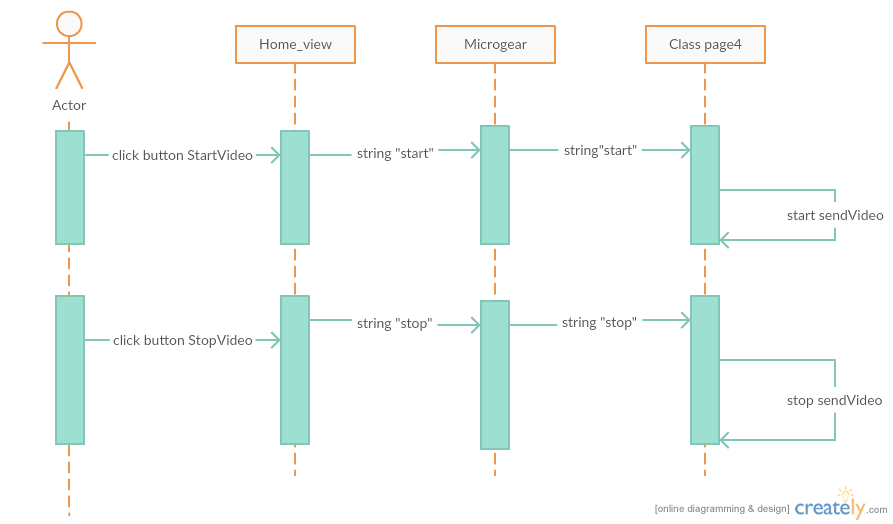 Home_view
Microgear
Class page4
Actor
click button StartVideo
string "start"
string"start"
start sendVideo
click button StopVideo
string "stop"
string "stop"
stop sendVideo
[online diagramming & design] creately.com